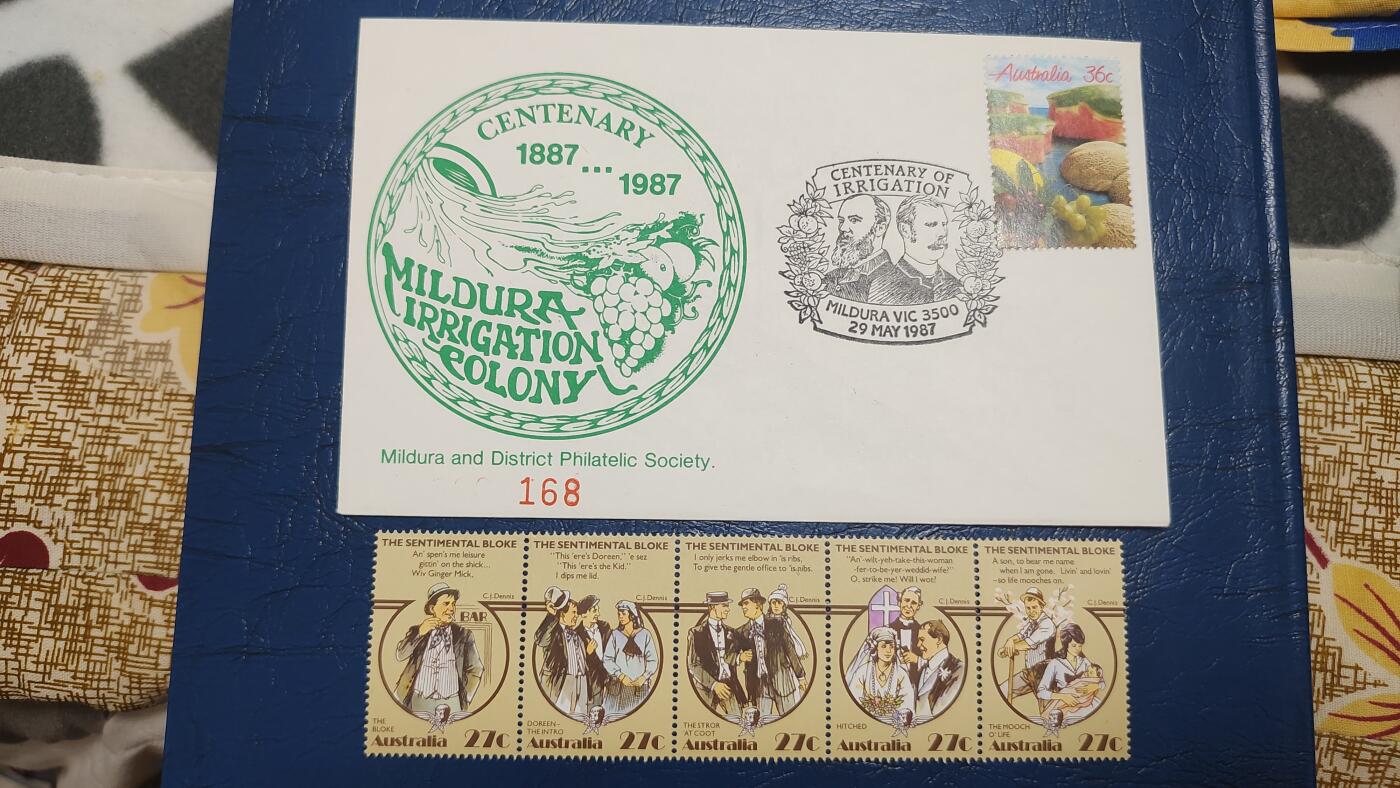 CENTENARY
1887...1987
MILDURA
IRRIGATION
COLONY
Mildura and District Philatelic Society.
168
Australia 36c
CENTENARY OF
IRRIGATION
MILDURA VIC 3500
29 MAY 1987
THE SENTIMENTAL BLOKE
An' spen's me leisure
gittin' on the shick...
Wiv Ginger Mick,
C.J.Dennis
BAR
THE
BLOKE
Australia 27c
THE SENTIMENTAL BLOKE
"This 'ere's Doreen," 'e sez
"This 'ere's the Kid."
I dips me lid.
C.J.Dennis
DOREEN–
THE INTRO
Australia 27c
THE SENTIMENTAL BLOKE
I only jerks me elbow in 'is ribs,
To give the gentle office to 'is nibs.
C.J.Dennis
THE STROR
AT COOT
Australia 27c
THE SENTIMENTAL BLOKE
"An'-wilt-yeh-take-this-woman
-fer-to-be-yer-weddid-wife?"
O, strike me! Will I wot?
C.J.Dennis
HITCHED
Australia 27c
THE SENTIMENTAL BLOKE
A son, to bear me name
when I am gone. Livin' and lovin'
–so life mooches on.
C.J.Dennis
THE MOOCH
O' LIFE
Australia 27c